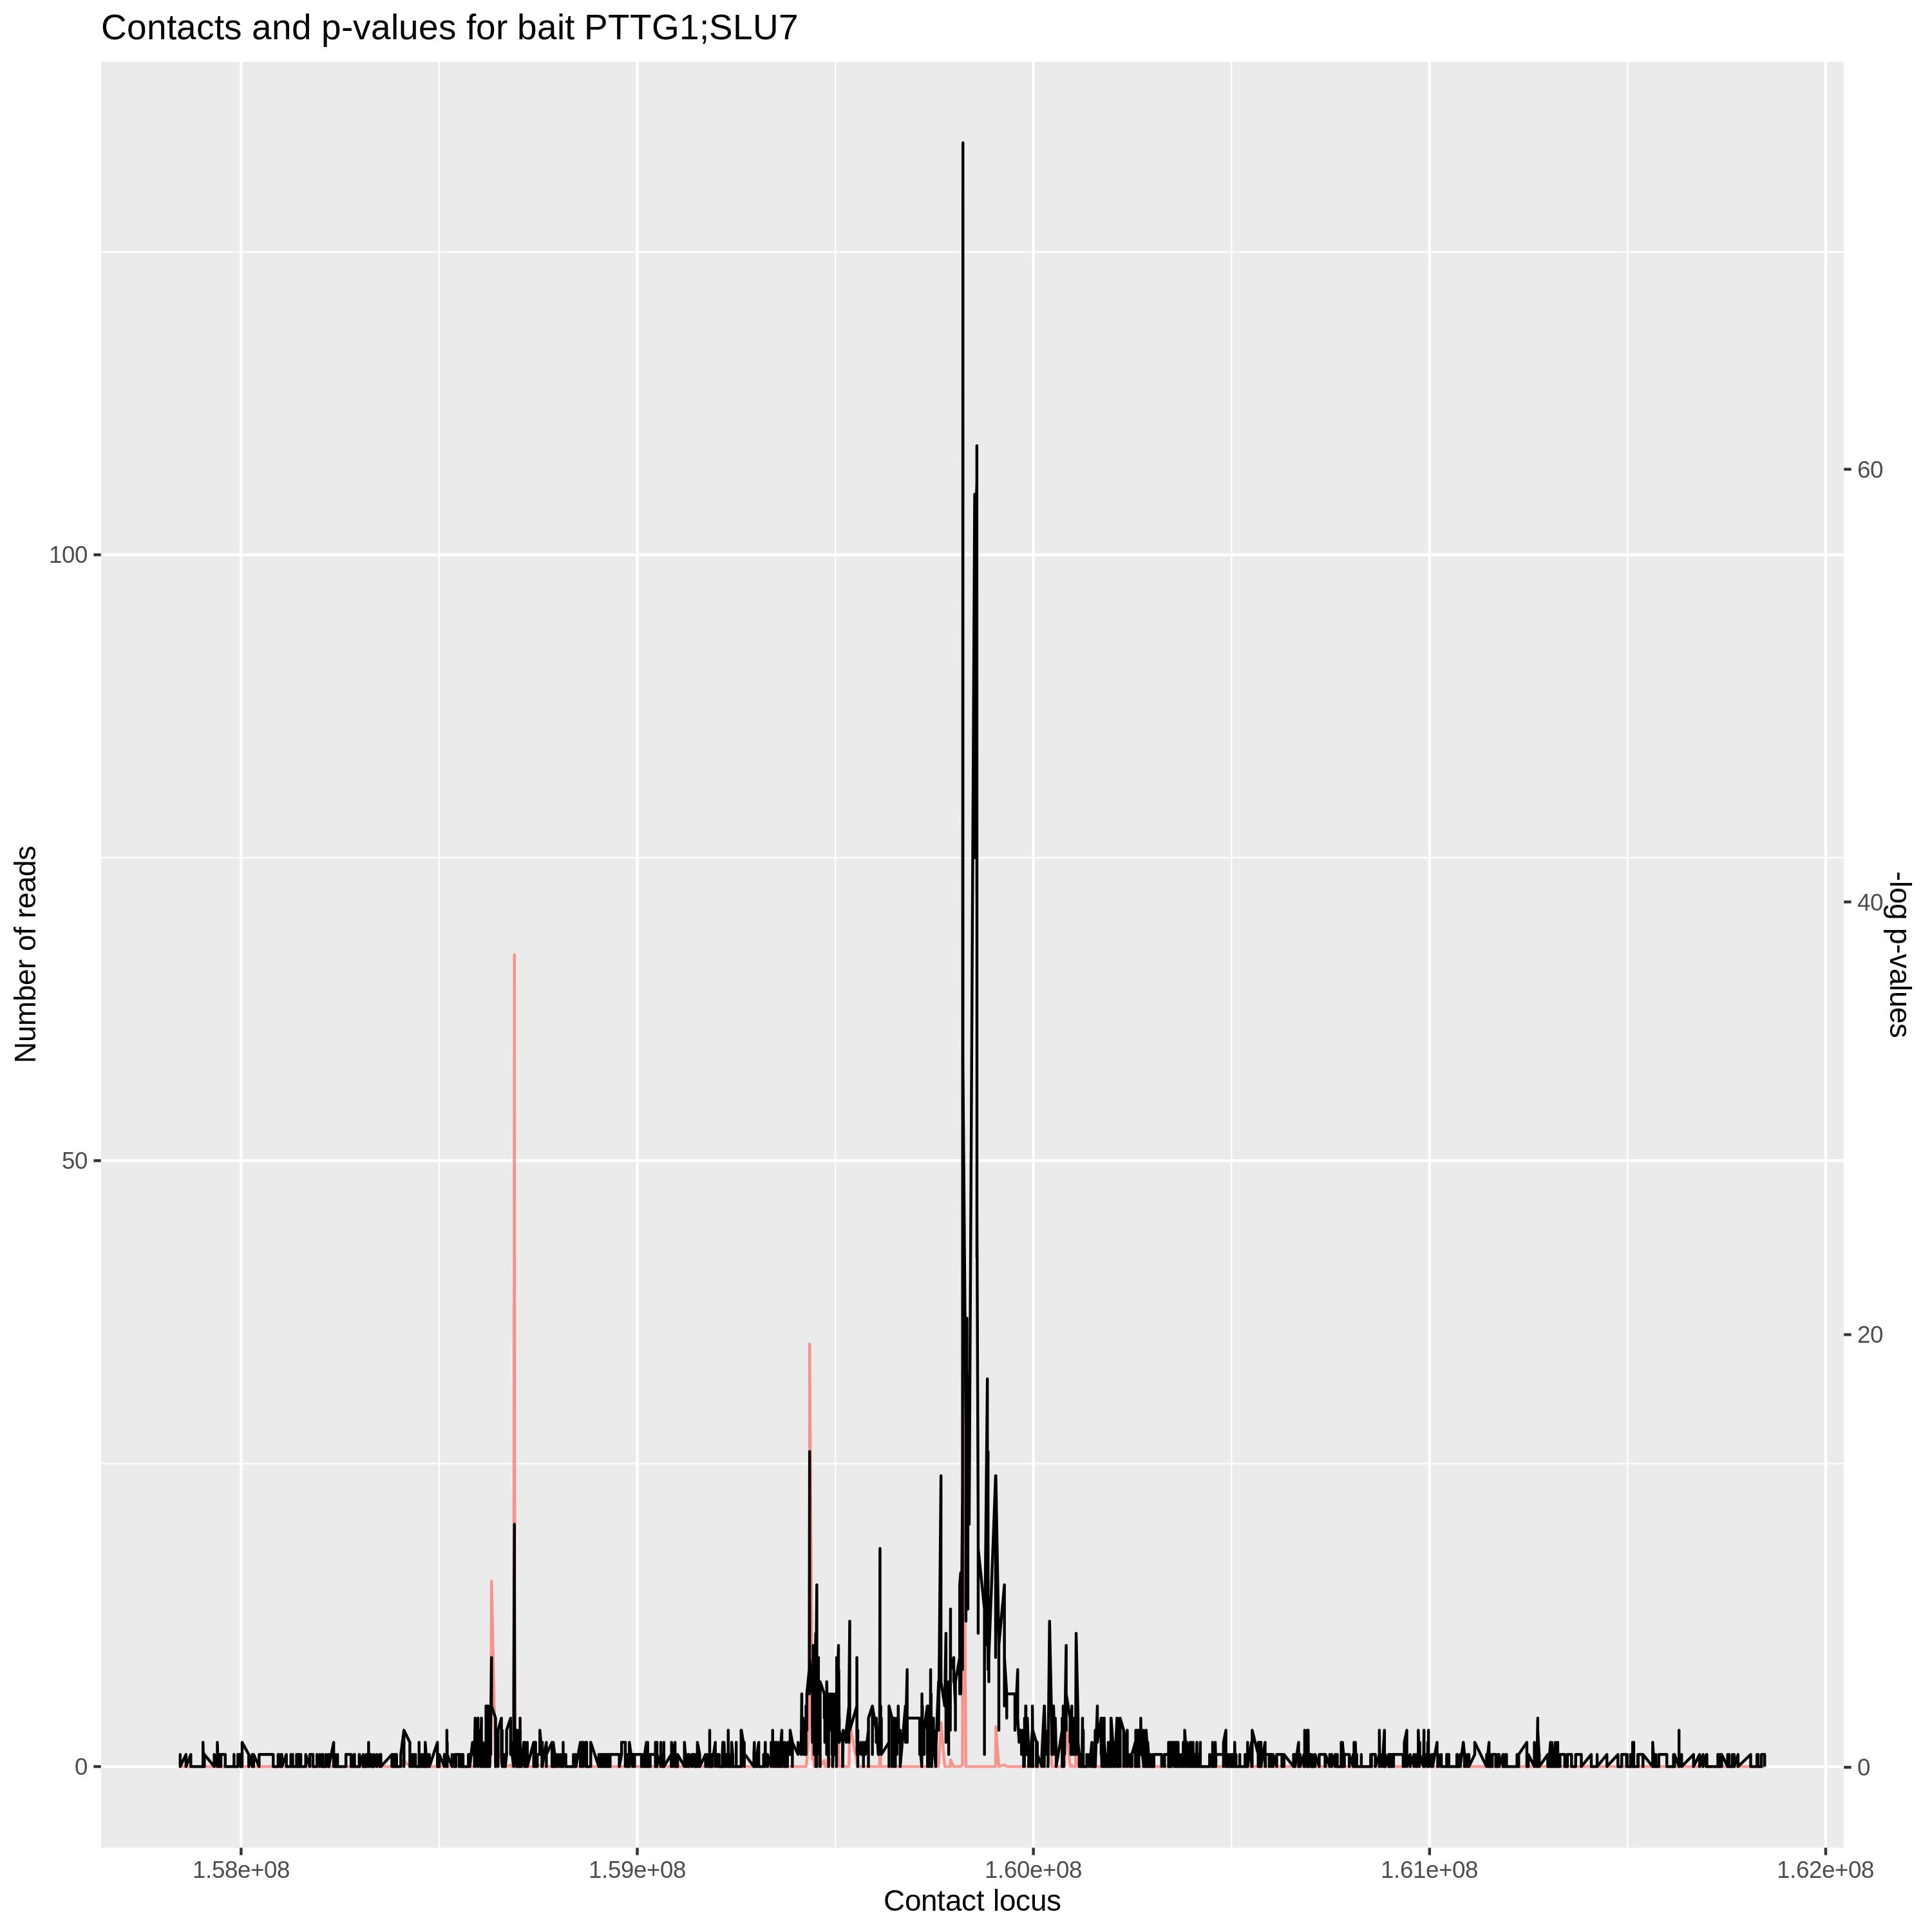 Contacts and p-values for bait PTTG1;SLU7
Number of reads
100
50
0
60
40
20
0
-log p-values
1.58e+08
1.59e+08
1.60e+08
1.61e+08
1.62e+08
Contact locus